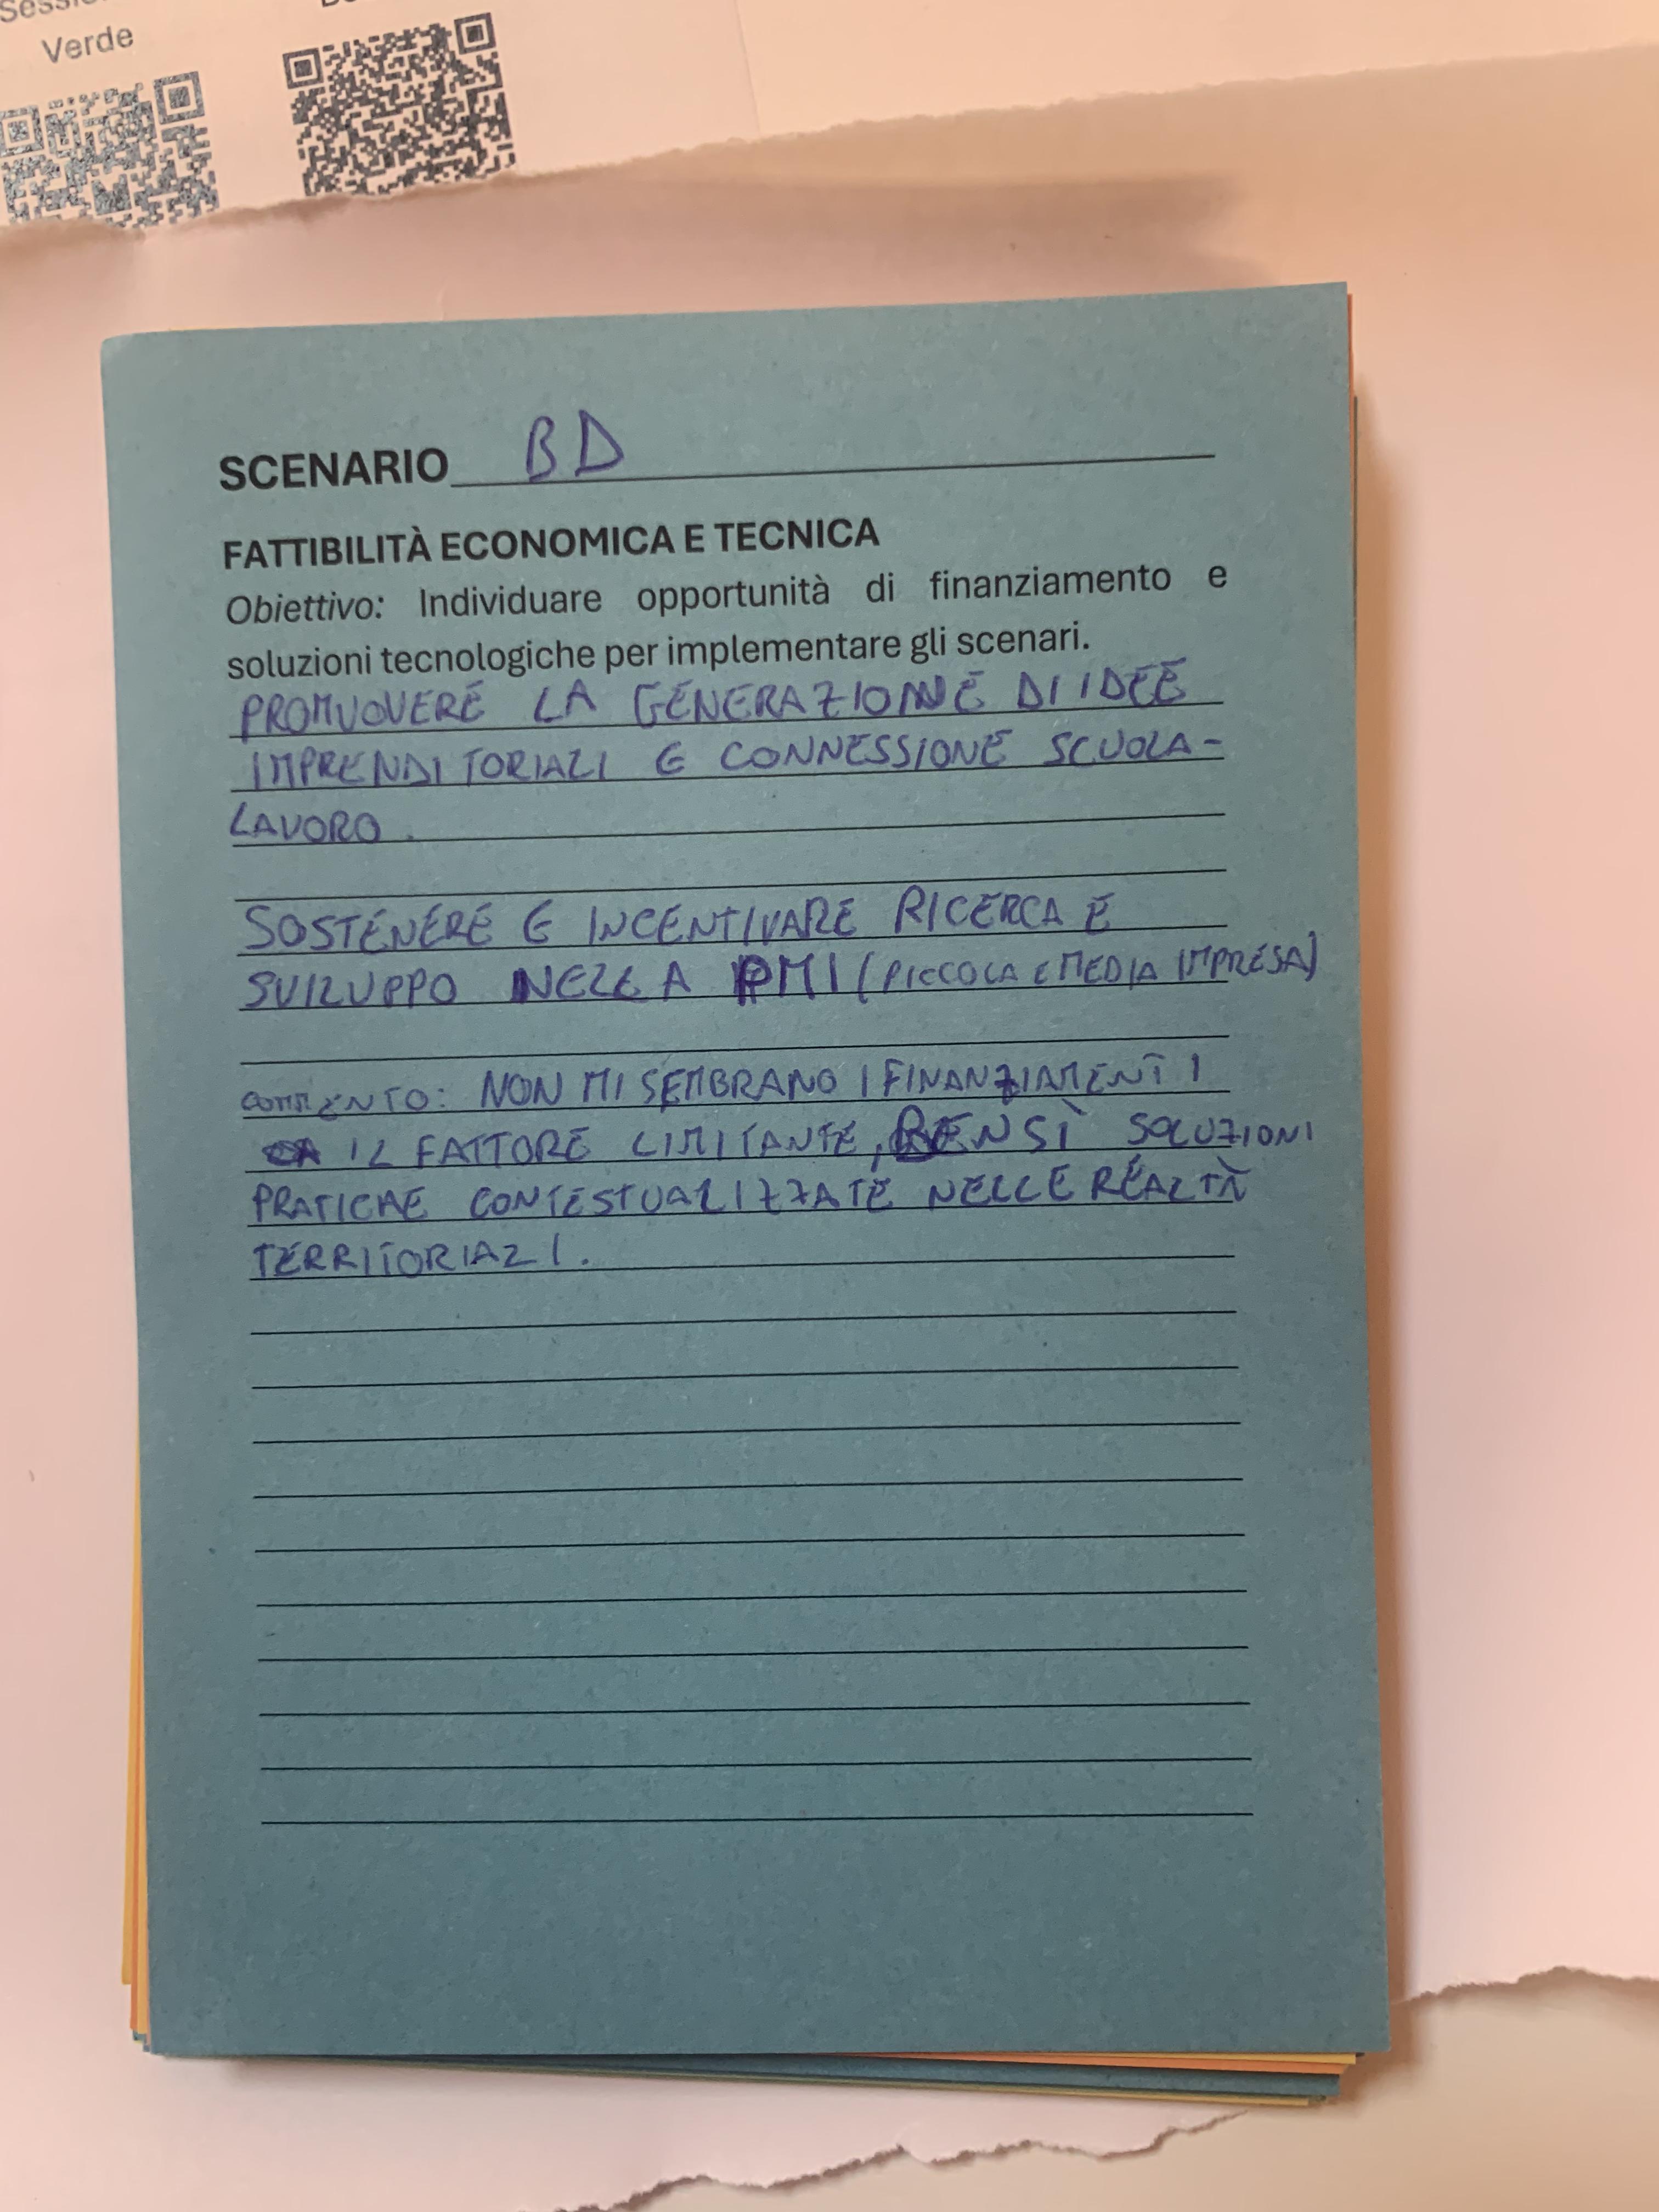 Verde
SCENARIO BD
FATTIBILITÀ ECONOMICA E TECNICA
Obiettivo: Individuare opportunità di finanziamento e
soluzioni tecnologiche per implementare gli scenari.
PROMUOVERE LA GENERAZIONE DI IDEE
IMPRENDITORIALI E CONNESSIONE SCUOLA-
LAVORO.
SOSTENERE E INCENTIVARE RICERCA E
SVILUPPO NELLA PMI (PICCOLA E MEDIA IMPRESA)
COMMENTO: NON MI SEMBRANO I FINANZIAMENTI
IL FATTORE LIMITANTE, BENSÌ SOLUZIONI
PRATICHE CONTESTUALIZZATE NELLE REALTÀ
TERRITORIALI.